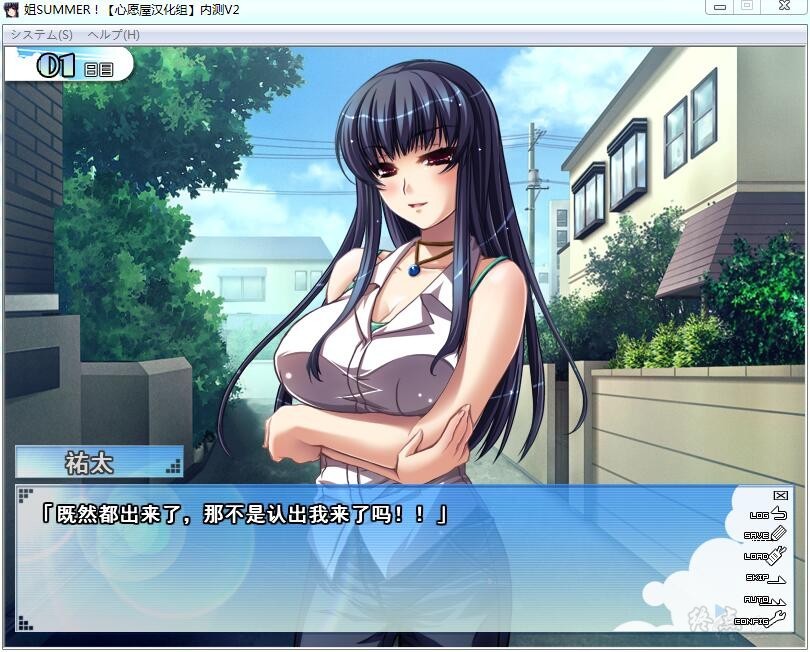 姐SUMMER！【心愿屋汉化组】内测V2
システム(S) ヘルプ(H)
01日目
祐太
「既然都出来了，那不是认出我来了吗！！」
LOG
SAVE
LOAD
SKIP
AUTO
CONFIG